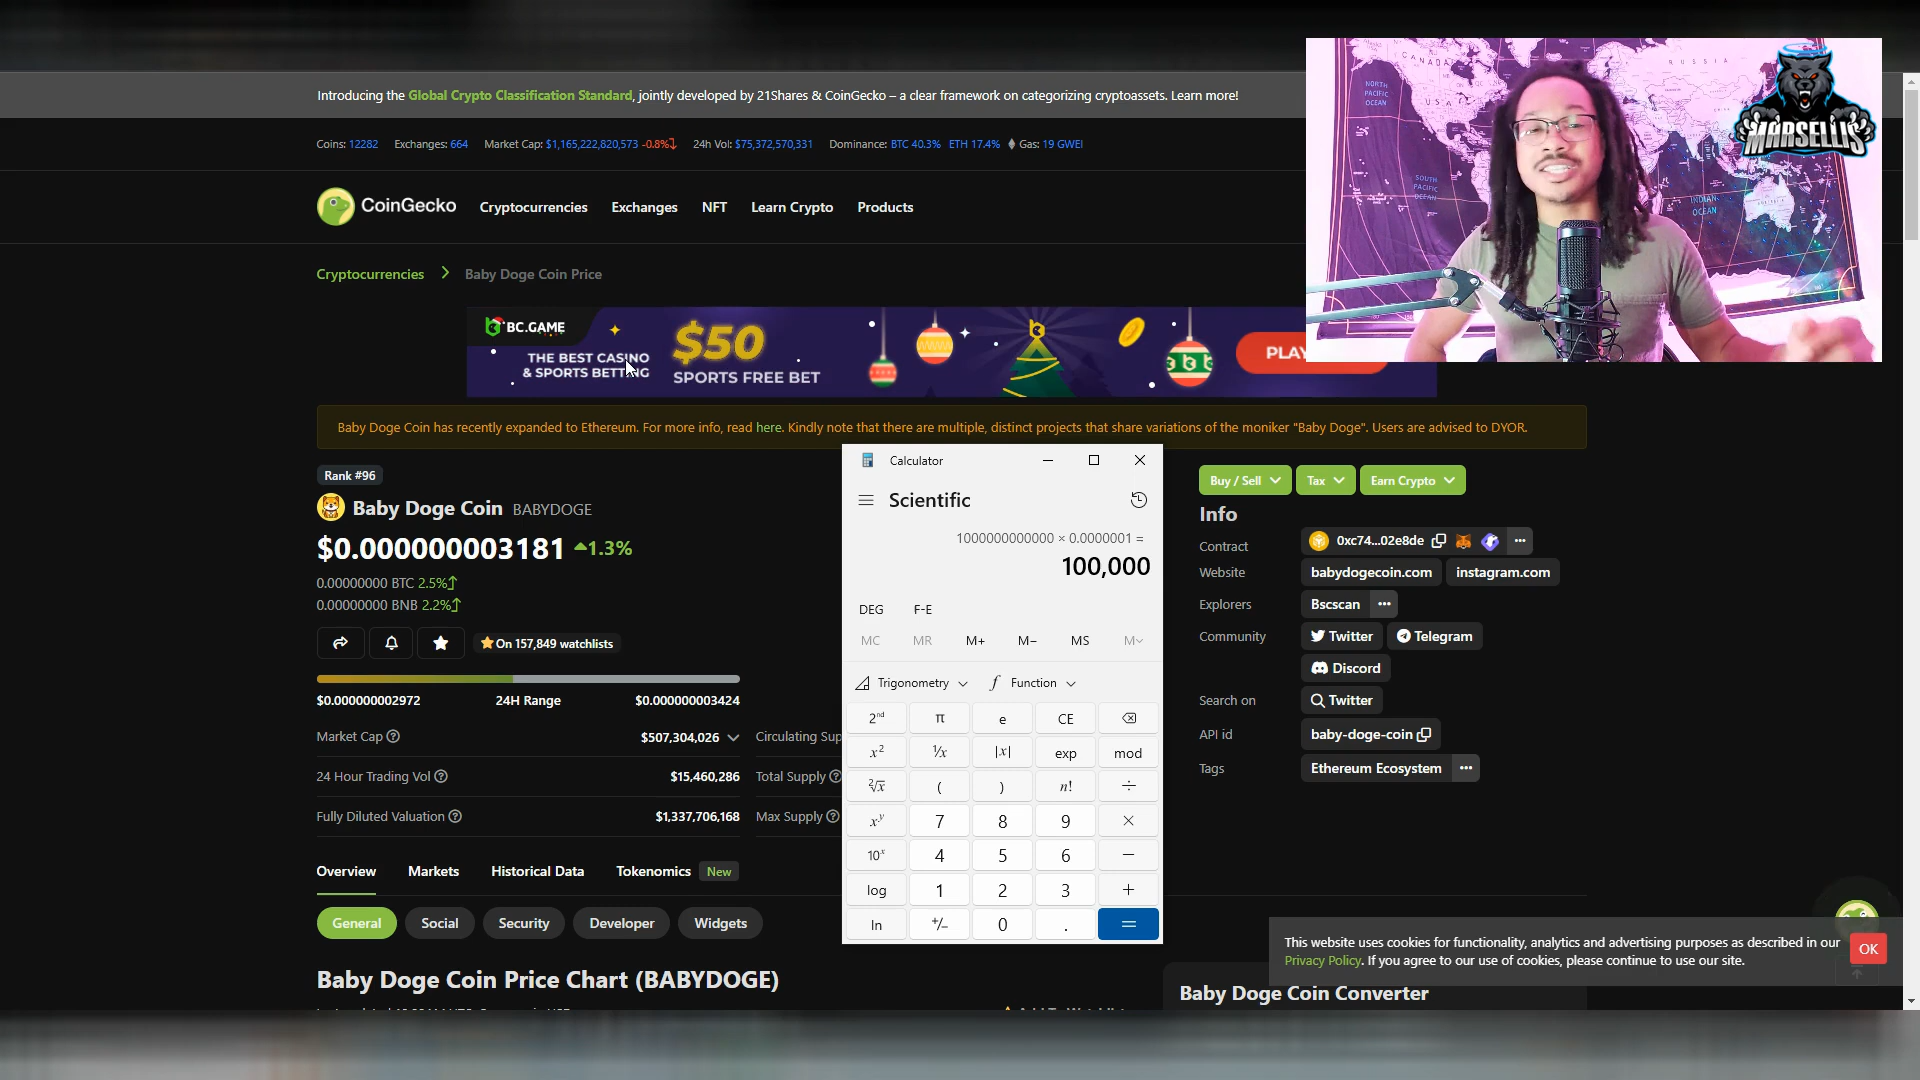 Introducing the Global Crypto Classification Standard, jointly developed by 21Shares & CoinGecko – a clear framework on categorizing cryptoassets. Learn more!
Coins: 12282 Exchanges: 664 Market Cap: $1,165,222,820,573 -0.8% 24h Vol: $75,372,570,331 Dominance: BTC 40.3% ETH 17.4% Gas: 19 GWEI
CoinGecko Cryptocurrencies Exchanges NFT Learn Crypto Products
Cryptocurrencies > Baby Doge Coin Price
BC.GAME
THE BEST CASINO
& SPORTS BETTING
$50
SPORTS FREE BET
PLAY
CANADA
RUSSIA
NORTH
PACIFIC
OCEAN
USA
SOUTH
PACIFIC
OCEAN
INDIAN
OCEAN
MARSELLIS
Baby Doge Coin has recently expanded to Ethereum. For more info, read here. Kindly note that there are multiple, distinct projects that share variations of the moniker "Baby Doge". Users are advised to DYOR.
Rank #96
Baby Doge Coin BABYDOGE
$0.000000003181 1.3%
0.00000000 BTC 2.5%
0.00000000 BNB 2.2%
On 157,849 watchlists
$0.000000002972 24H Range $0.000000003424
Market Cap $507,304,026
24 Hour Trading Vol $15,460,286
Fully Diluted Valuation $1,337,706,168
Circulating Sup
Total Supply
Max Supply
Overview Markets Historical Data Tokenomics New
General Social Security Developer Widgets
Baby Doge Coin Price Chart (BABYDOGE)
Calculator
Scientific
1000000000000 × 0.0000001 =
100,000
DEG F-E
MC MR M+ M− MS M
Trigonometry f Function
2nd π e CE
x² ¹/x |x| exp mod
²√x ( ) n! ÷
xʸ 7 8 9 ×
10ˣ 4 5 6 −
log 1 2 3 +
ln +/− 0 . =
Buy / Sell Tax Earn Crypto
Info
Contract 0xc74...02e8de ...
Website babydogecoin.com instagram.com
Explorers Bscscan ...
Community Twitter Telegram
Discord
Search on Twitter
API id baby-doge-coin
Tags Ethereum Ecosystem ...
This website uses cookies for functionality, analytics and advertising purposes as described in our
Privacy Policy. If you agree to our use of cookies, please continue to use our site.
OK
Baby Doge Coin Converter